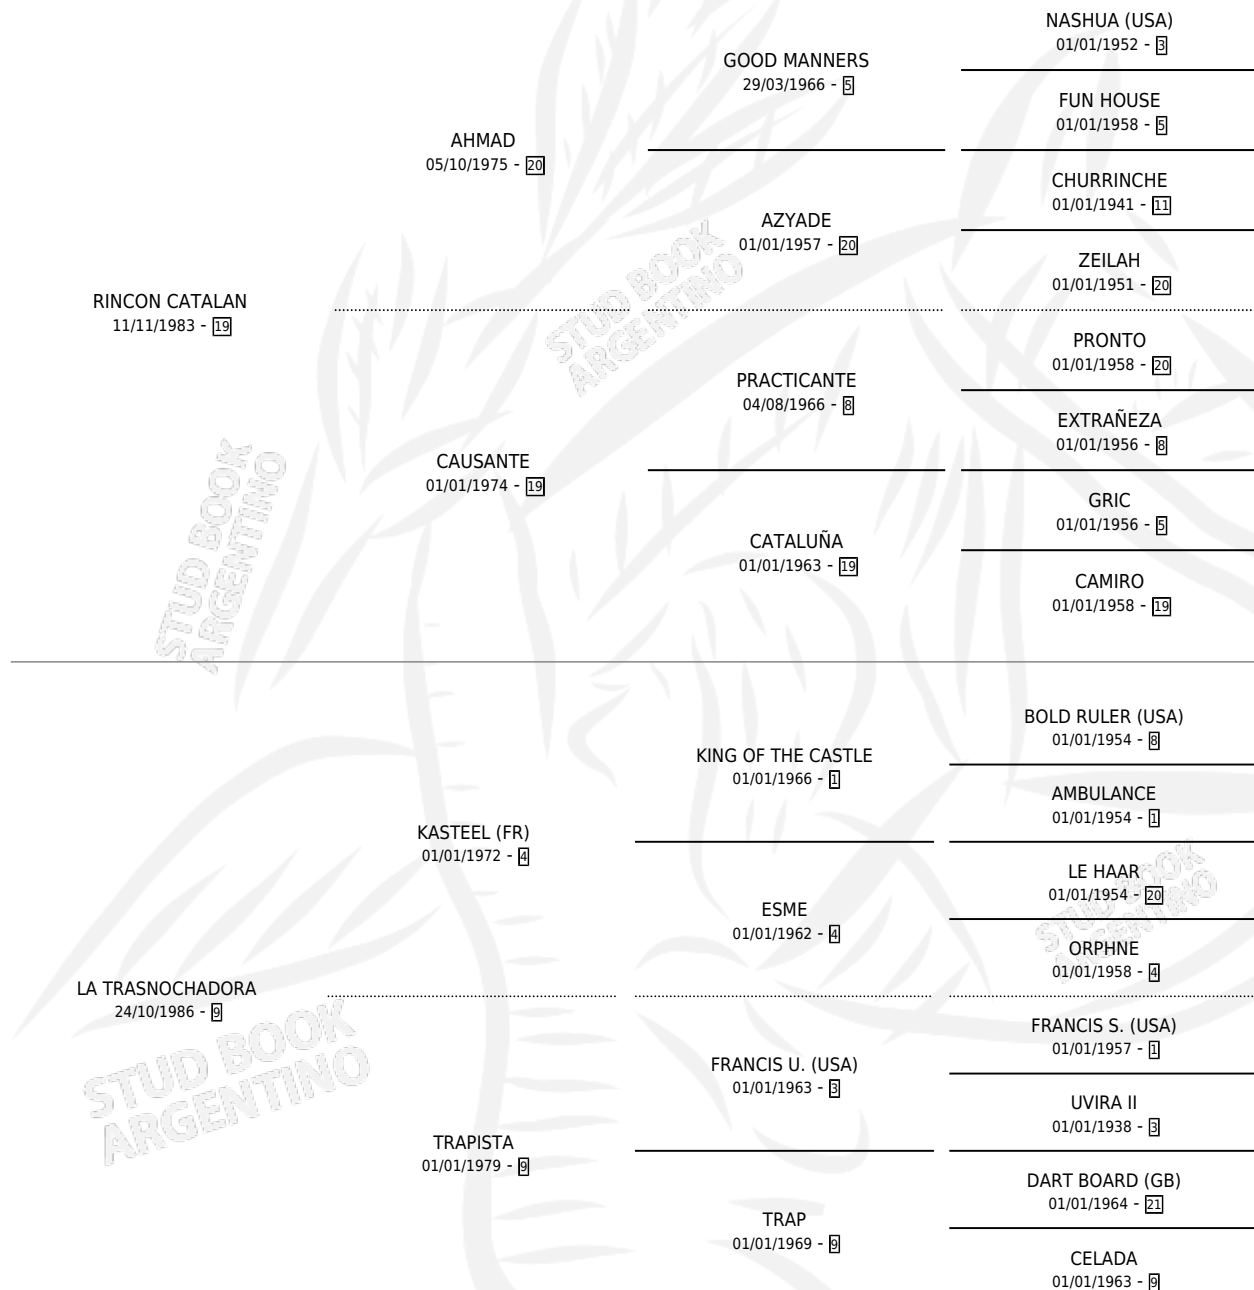 NASHUA (USA)
01/01/1952 - 3
GOOD MANNERS
29/03/1966 - 5
FUN HOUSE
01/01/1958 - 5
AHMAD
05/10/1975 - 20
CHURRINCHE
01/01/1941 - 11
AZYADE
01/01/1957 - 20
ZEILAH
01/01/1951 - 20
RINCON CATALAN
11/11/1983 - 19
PRONTO
01/01/1958 - 20
PRACTICANTE
04/08/1966 - 8
EXTRAÑEZA
01/01/1956 - 8
CAUSANTE
01/01/1974 - 19
GRIC
01/01/1956 - 5
CATALUÑA
01/01/1963 - 19
CAMIRO
01/01/1958 - 19
BOLD RULER (USA)
01/01/1954 - 8
KING OF THE CASTLE
01/01/1966 - 1
AMBULANCE
01/01/1954 - 1
KASTEEL (FR)
01/01/1972 - 4
LE HAAR
01/01/1954 - 20
ESME
01/01/1962 - 4
ORPHNE
01/01/1958 - 4
LA TRASNOCHADORA
24/10/1986 - 9
FRANCIS S. (USA)
01/01/1957 - 1
FRANCIS U. (USA)
01/01/1963 - 3
UVIRA II
01/01/1938 - 3
TRAPISTA
01/01/1979 - 9
DART BOARD (GB)
01/01/1964 - 21
TRAP
01/01/1969 - 9
CELADA
01/01/1963 - 9
STUD BOOK
ARGENTINO
STUD BOOK
ARGENTINO
STUD BOOK
ARGENTINO
STUD BOOK
ARGENTINO